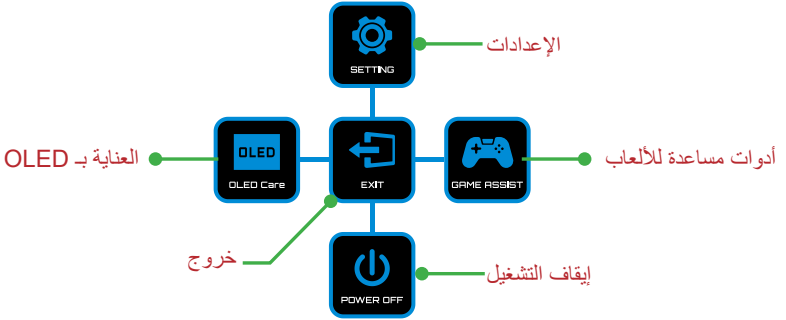 الإعدادات
SETTING
العناية بـ OLED
OLED
OLED Care
EXIT
GAME ASSIST
أدوات مساعدة للألعاب
خروج
POWER OFF
إيقاف التشغيل